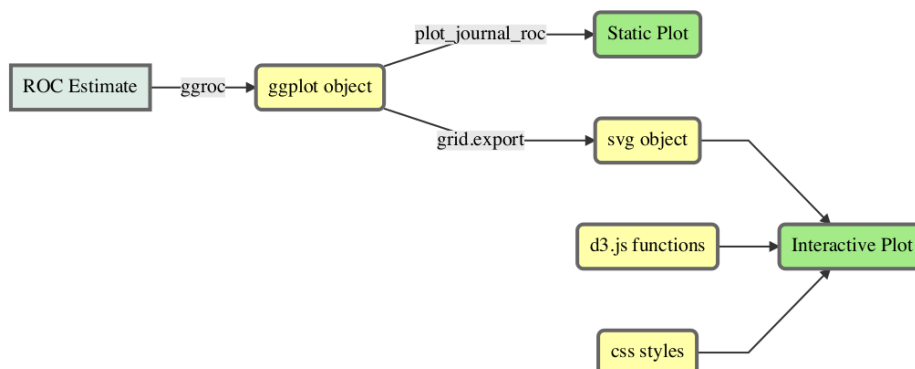 plot_journal_roc
Static Plot
ROC Estimate
ggroc
ggplot object
grid.export
svg object
d3.js functions
Interactive Plot
css styles